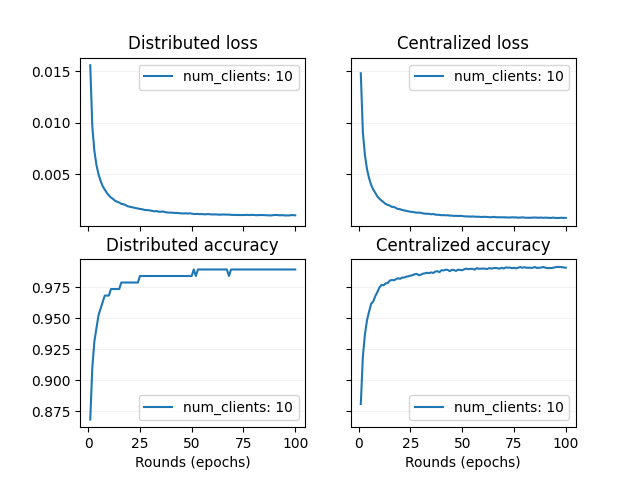 Distributed loss
Centralized loss
0.015
0.010
0.005
num_clients: 10
num_clients: 10
Distributed accuracy
Centralized accuracy
0.975
0.950
0.925
0.900
0.875
num_clients: 10
num_clients: 10
0 25 50 75 100
0 25 50 75 100
Rounds (epochs)
Rounds (epochs)